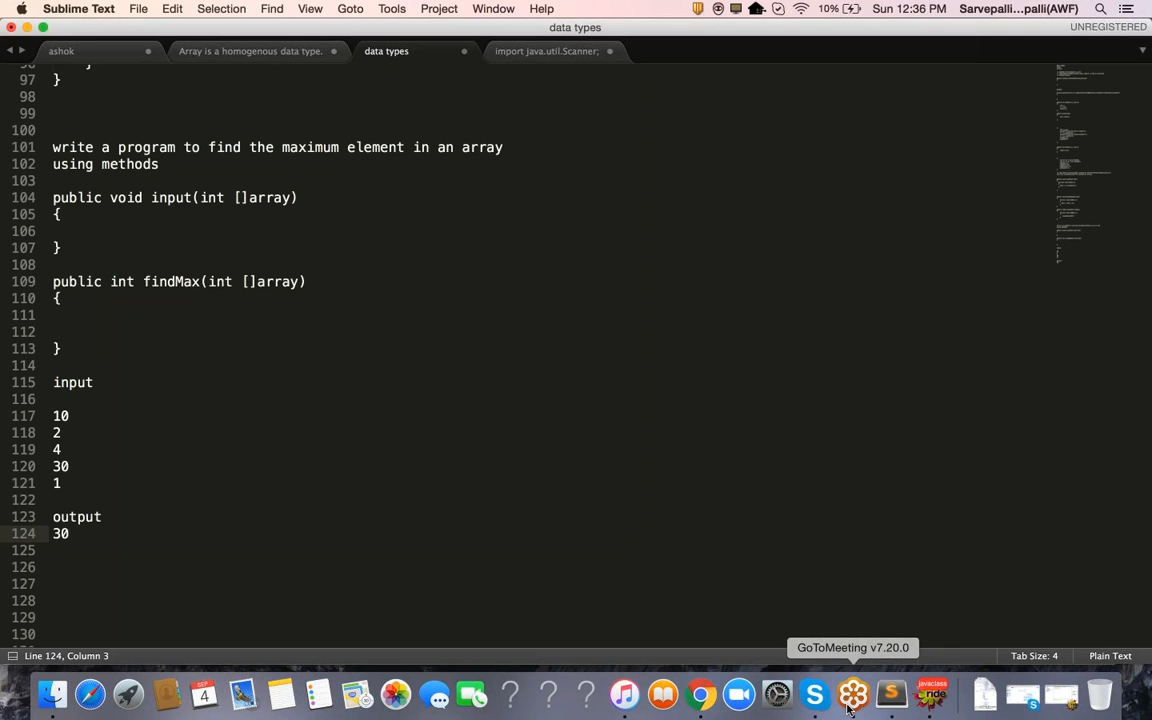 Sublime Text File Edit Selection Find View Goto Tools Project Window Help 10% Sun 12:36 PM Sarvepalli...palli(AWF)
data types UNREGISTERED
ashok Array is a homogenous data type. data types import java.util.Scanner;
96 }
97 }
98
99
100
101 write a program to find the maximum element in an array
102 using methods
103
104 public void input(int []array)
105 {
106
107 }
108
109 public int findMax(int []array)
110 {
111
112
113 }
114
115 input
116
117 10
118 2
119 4
120 30
121 1
122
123 output
124 30
125
126
127
128
129
130
GoToMeeting v7.20.0
Line 124, Column 3 Tab Size: 4 Plain Text
SEP
4
javaclass
ride